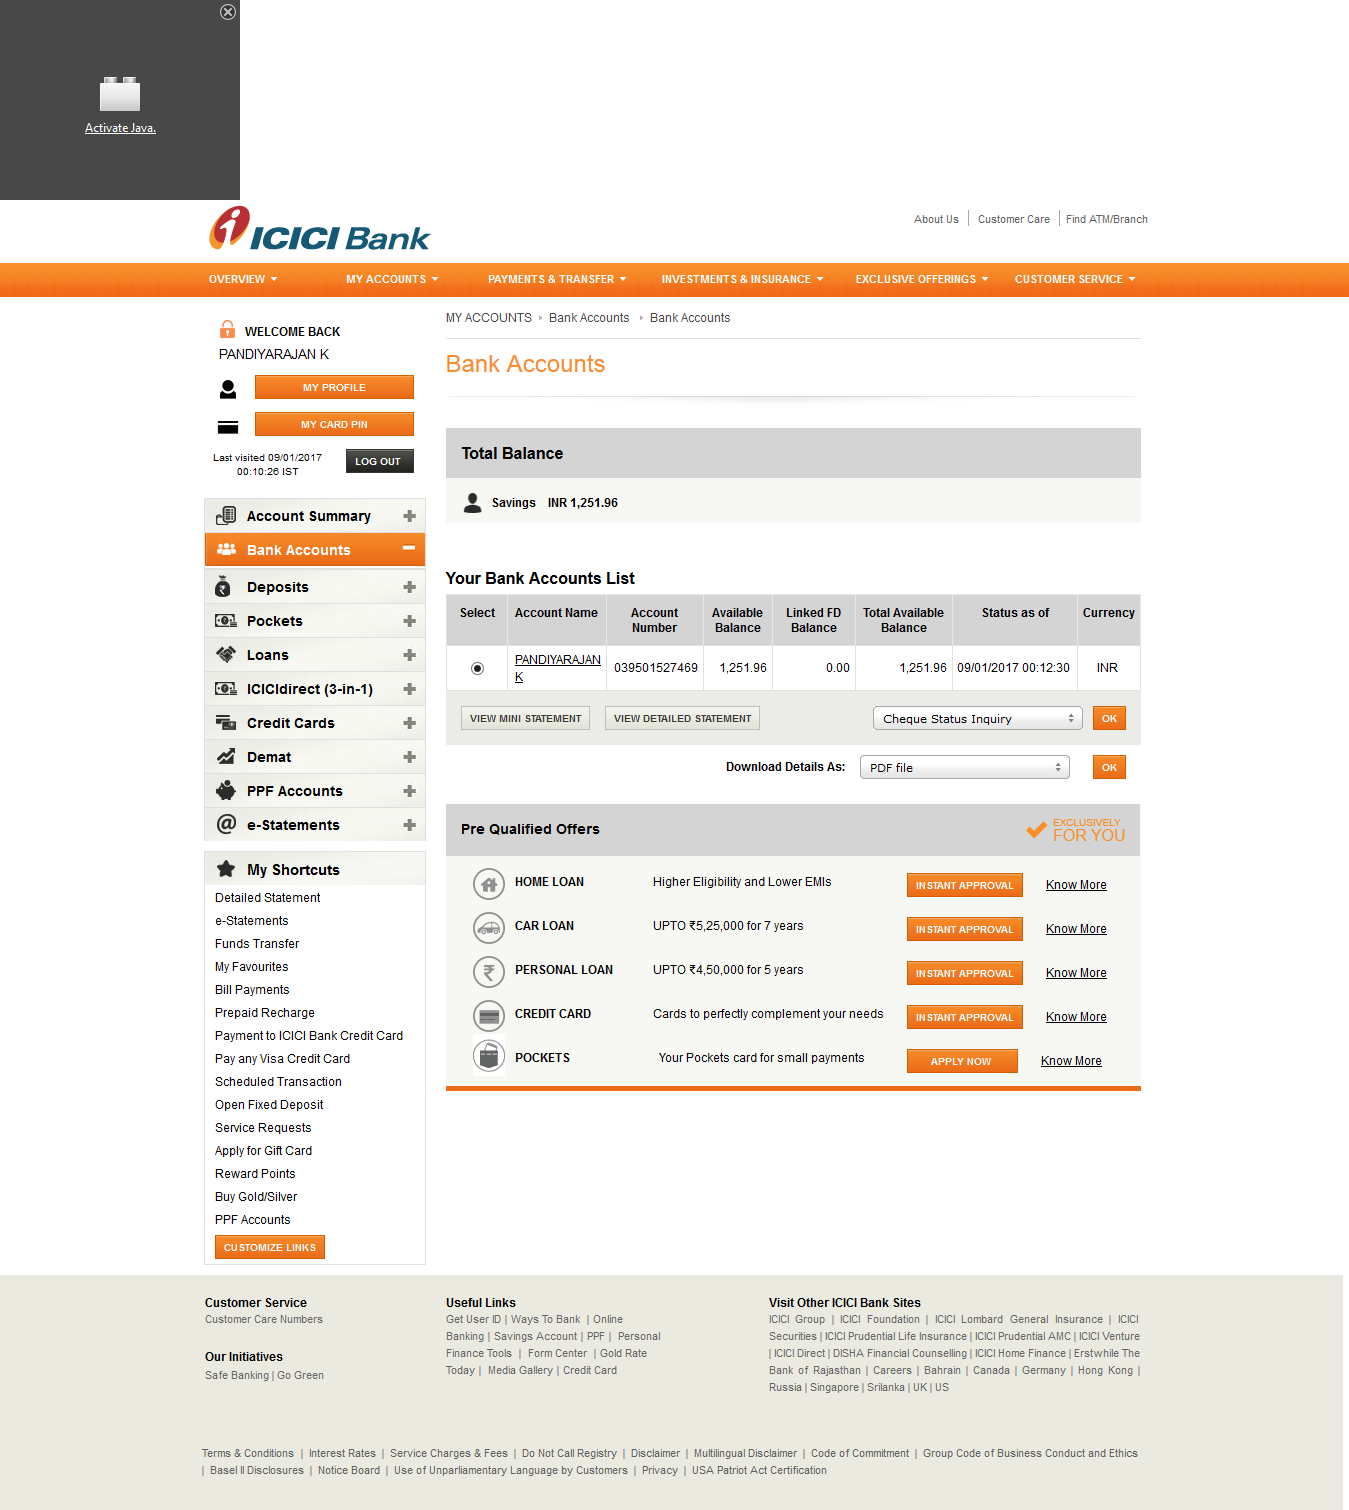 Activate Java.
ICICI Bank
About Us | Customer Care | Find ATM/Branch
OVERVIEW MY ACCOUNTS PAYMENTS & TRANSFER INVESTMENTS & INSURANCE EXCLUSIVE OFFERINGS CUSTOMER SERVICE
WELCOME BACK
PANDIYARAJAN K
MY PROFILE
MY CARD PIN
Last visited 09/01/2017
00:10:26 IST
LOG OUT
Account Summary
Bank Accounts
Deposits
Pockets
Loans
ICICIdirect (3-in-1)
Credit Cards
Demat
PPF Accounts
e-Statements
My Shortcuts
Detailed Statement
e-Statements
Funds Transfer
My Favourites
Bill Payments
Prepaid Recharge
Payment to ICICI Bank Credit Card
Pay any Visa Credit Card
Scheduled Transaction
Open Fixed Deposit
Service Requests
Apply for Gift Card
Reward Points
Buy Gold/Silver
PPF Accounts
CUSTOMIZE LINKS
MY ACCOUNTS Bank Accounts Bank Accounts
Bank Accounts
Total Balance
Savings INR 1,251.96
Your Bank Accounts List
Select Account Name Account Number Available Balance Linked FD Balance Total Available Balance Status as of Currency
PANDIYARAJAN K 039501527469 1,251.96 0.00 1,251.96 09/01/2017 00:12:30 INR
VIEW MINI STATEMENT VIEW DETAILED STATEMENT Cheque Status Inquiry OK
Download Details As: PDF file OK
Pre Qualified Offers
EXCLUSIVELY
FOR YOU
HOME LOAN Higher Eligibility and Lower EMIs INSTANT APPROVAL Know More
CAR LOAN UPTO ₹5,25,000 for 7 years INSTANT APPROVAL Know More
PERSONAL LOAN UPTO ₹4,50,000 for 5 years INSTANT APPROVAL Know More
CREDIT CARD Cards to perfectly complement your needs INSTANT APPROVAL Know More
POCKETS Your Pockets card for small payments APPLY NOW Know More
Customer Service
Customer Care Numbers
Our Initiatives
Safe Banking | Go Green
Useful Links
Get User ID | Ways To Bank | Online
Banking | Savings Account | PPF | Personal
Finance Tools | Form Center | Gold Rate
Today | Media Gallery | Credit Card
Visit Other ICICI Bank Sites
ICICI Group | ICICI Foundation | ICICI Lombard General Insurance | ICICI
Securities | ICICI Prudential Life Insurance | ICICI Prudential AMC | ICICI Venture
| ICICI Direct | DISHA Financial Counselling | ICICI Home Finance | Erstwhile The
Bank of Rajasthan | Careers | Bahrain | Canada | Germany | Hong Kong |
Russia | Singapore | Srilanka | UK | US
Terms & Conditions | Interest Rates | Service Charges & Fees | Do Not Call Registry | Disclaimer | Multilingual Disclaimer | Code of Commitment | Group Code of Business Conduct and Ethics
| Basel II Disclosures | Notice Board | Use of Unparliamentary Language by Customers | Privacy | USA Patriot Act Certification